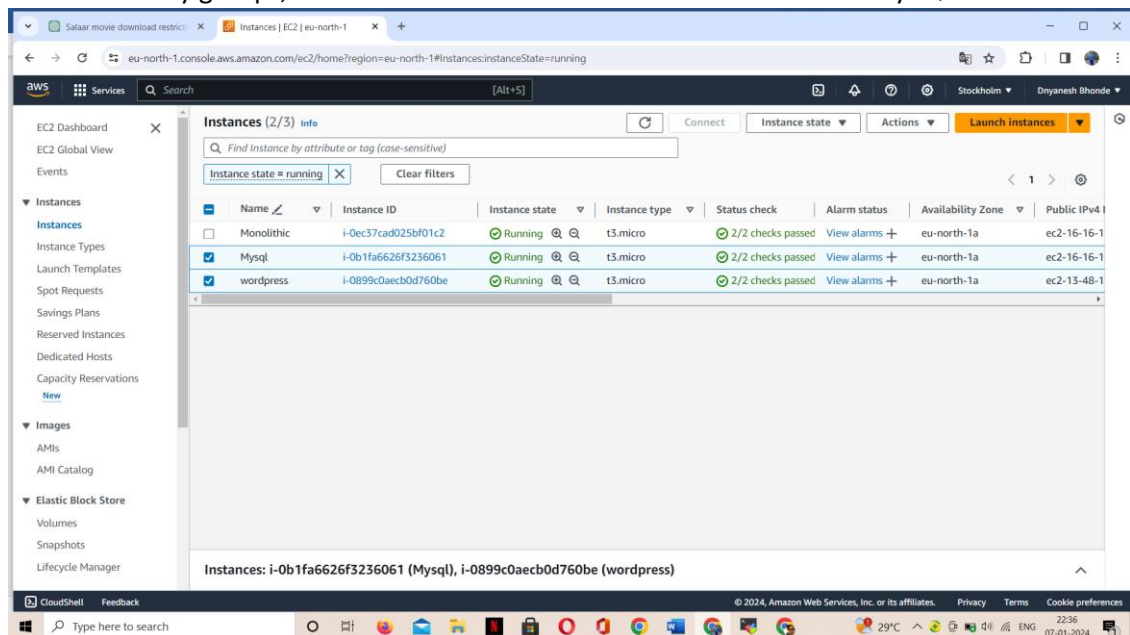 Salaar movie download restricti
Instances | EC2 | eu-north-1
eu-north-1.console.aws.amazon.com/ec2/home?region=eu-north-1#Instances:instanceState=running
aws Services Search [Alt+S] Stockholm Dnyanesh Bhonde
EC2 Dashboard
EC2 Global View
Events
Instances
Instances
Instance Types
Launch Templates
Spot Requests
Savings Plans
Reserved Instances
Dedicated Hosts
Capacity Reservations
New
Images
AMIs
AMI Catalog
Elastic Block Store
Volumes
Snapshots
Lifecycle Manager
Instances (2/3) Info Connect Instance state Actions Launch instances
Find Instance by attribute or tag (case-sensitive)
Instance state = running Clear filters
1
Name Instance ID Instance state Instance type Status check Alarm status Availability Zone Public IPv4
Monolithic i-0ec37cad025bf01c2 Running t3.micro 2/2 checks passed View alarms + eu-north-1a ec2-16-16-1
Mysql i-0b1fa6626f3236061 Running t3.micro 2/2 checks passed View alarms + eu-north-1a ec2-16-16-1
wordpress i-0899c0aecb0d760be Running t3.micro 2/2 checks passed View alarms + eu-north-1a ec2-13-48-1
Instances: i-0b1fa6626f3236061 (Mysql), i-0899c0aecb0d760be (wordpress)
CloudShell Feedback © 2024, Amazon Web Services, Inc. or its affiliates. Privacy Terms Cookie preferences
Type here to search 29°C ENG 22:36
07-01-2024